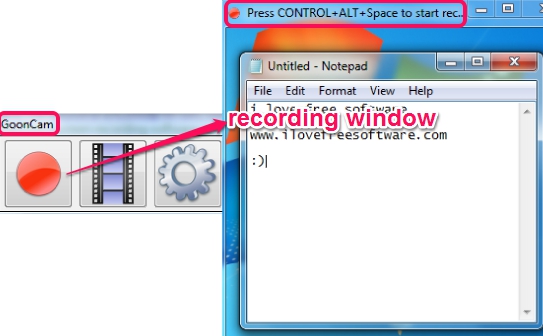 Press CONTROL+ALT+Space to start rec...
Untitled - Notepad
File Edit Format View Help
i love free software
GoonCam
recording window
www.ilovefreesoftware.com
:)